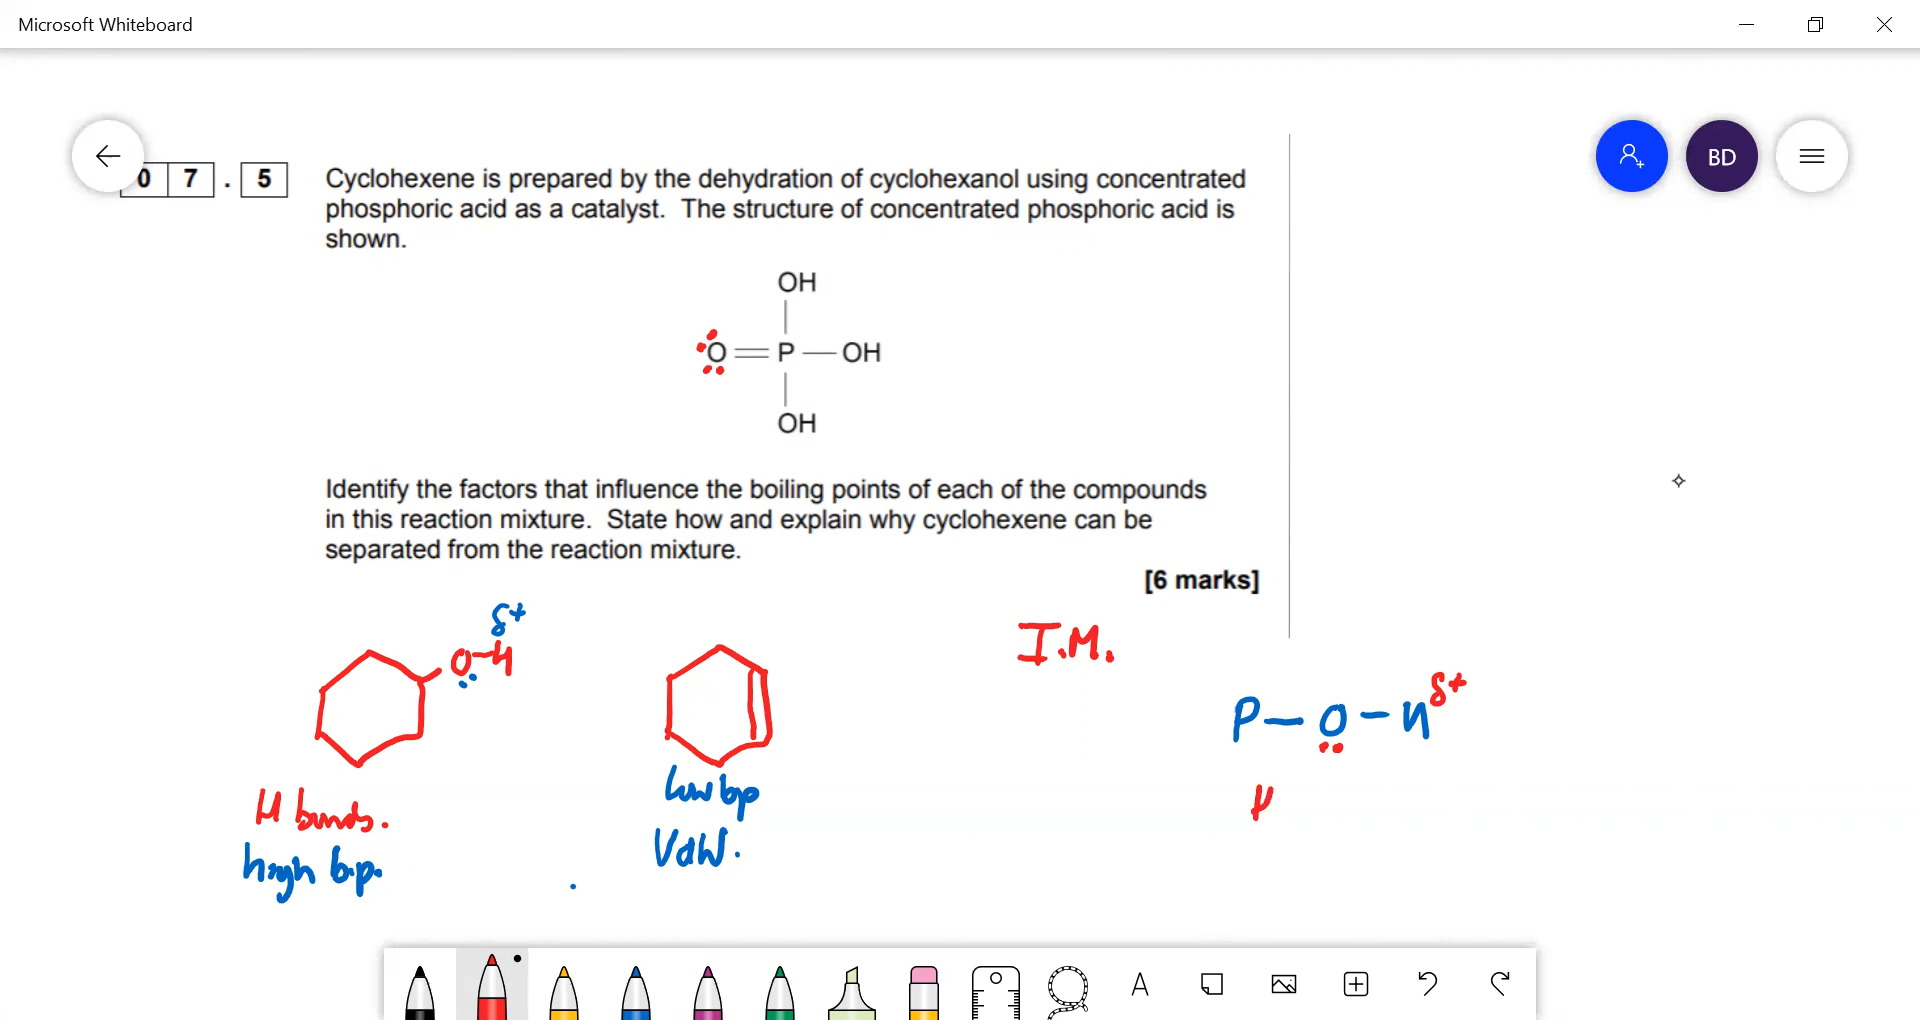 Microsoft Whiteboard
BD
0 7 . 5
Cyclohexene is prepared by the dehydration of cyclohexanol using concentrated
phosphoric acid as a catalyst. The structure of concentrated phosphoric acid is
shown.
OH
O P OH
OH
Identify the factors that influence the boiling points of each of the compounds
in this reaction mixture. State how and explain why cyclohexene can be
separated from the reaction mixture.
[6 marks]
δ+
O-H
I.M.
δ+
P - O - H
low bp
H bonds.
H
VdW.
high b.p.
A